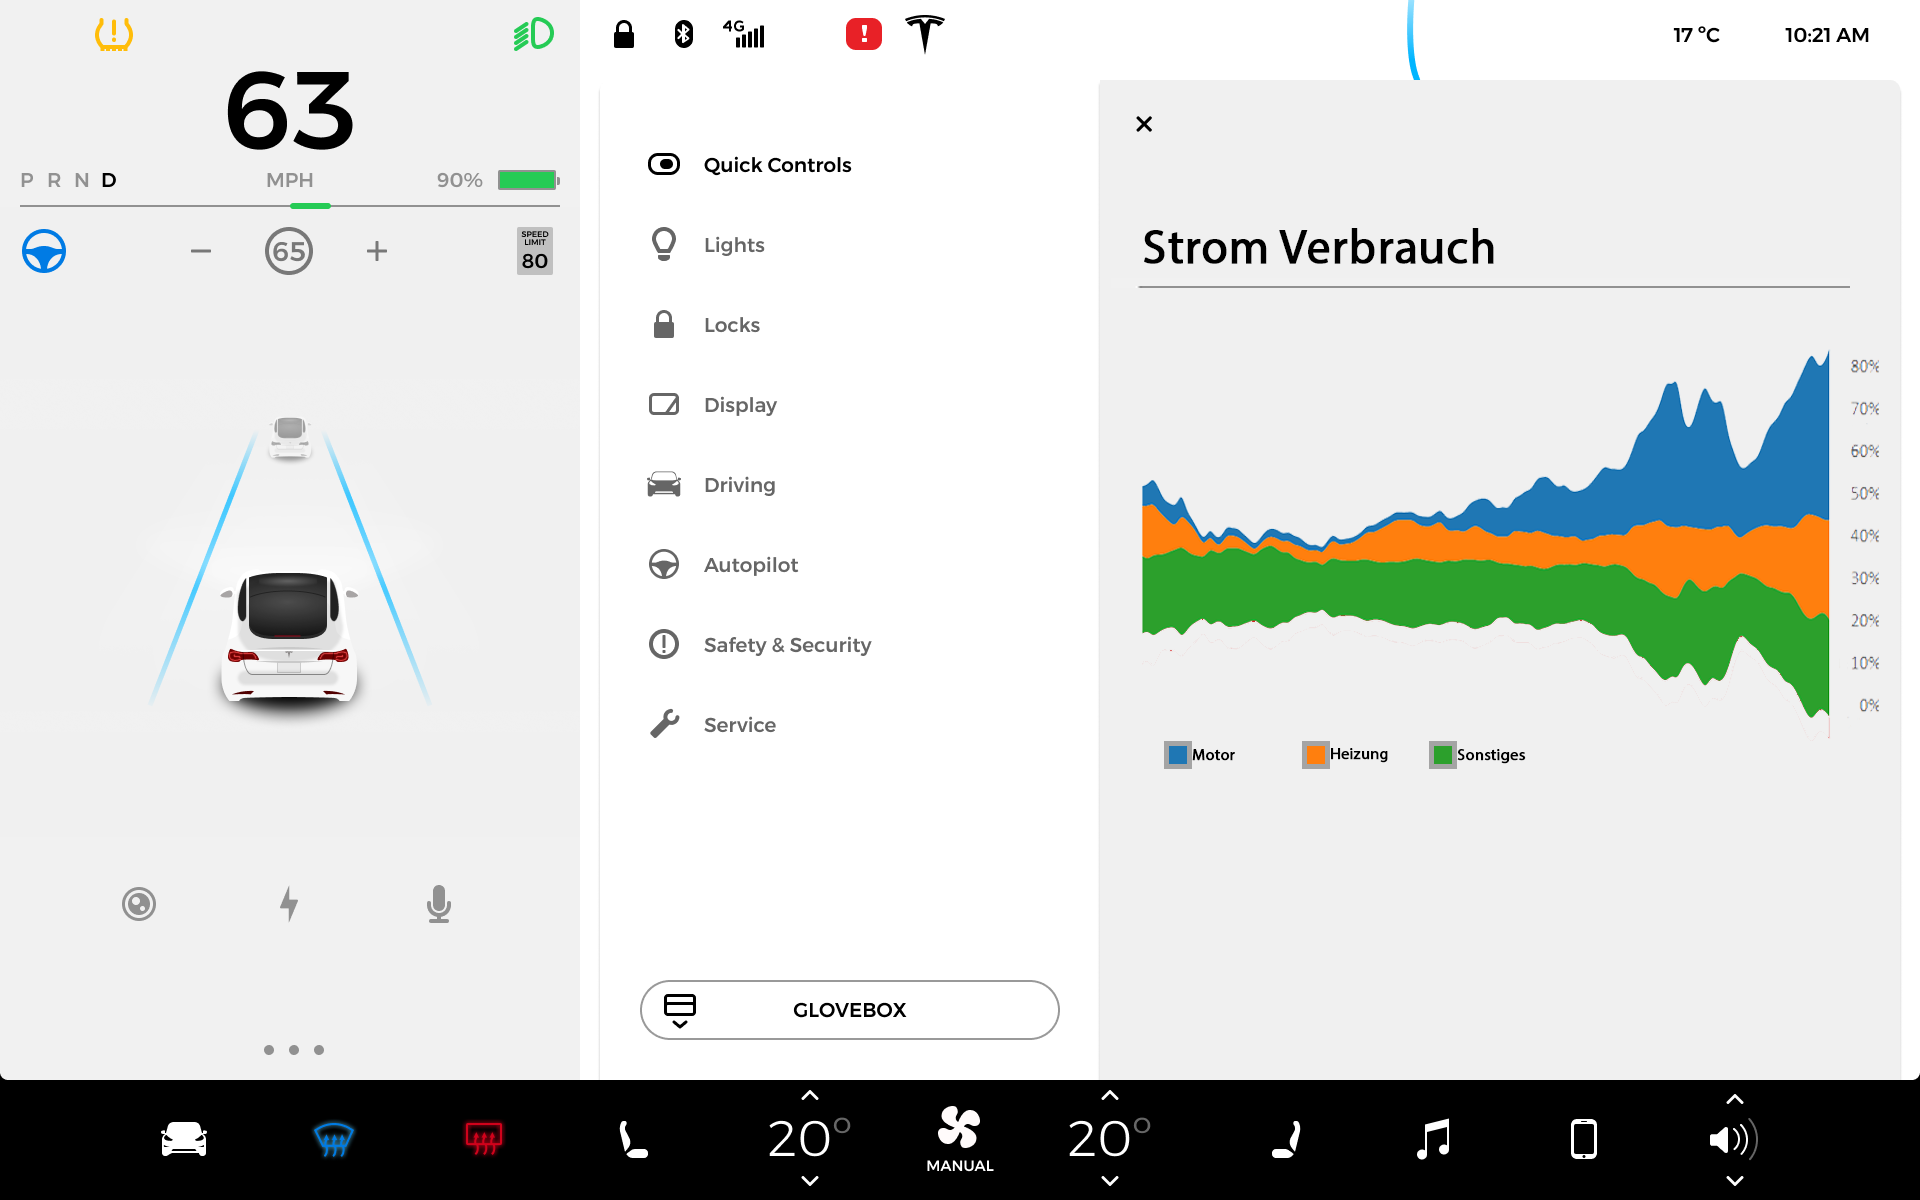 4G
17 °C
10:21 AM
63
P R N D
MPH
90%
65
SPEED
LIMIT
80
Quick Controls
Lights
Locks
Display
Driving
Autopilot
Safety & Security
Service
GLOVEBOX
Strom Verbrauch
80%
70%
60%
50%
40%
30%
20%
10%
0%
Motor
Heizung
Sonstiges
20°
MANUAL
20°